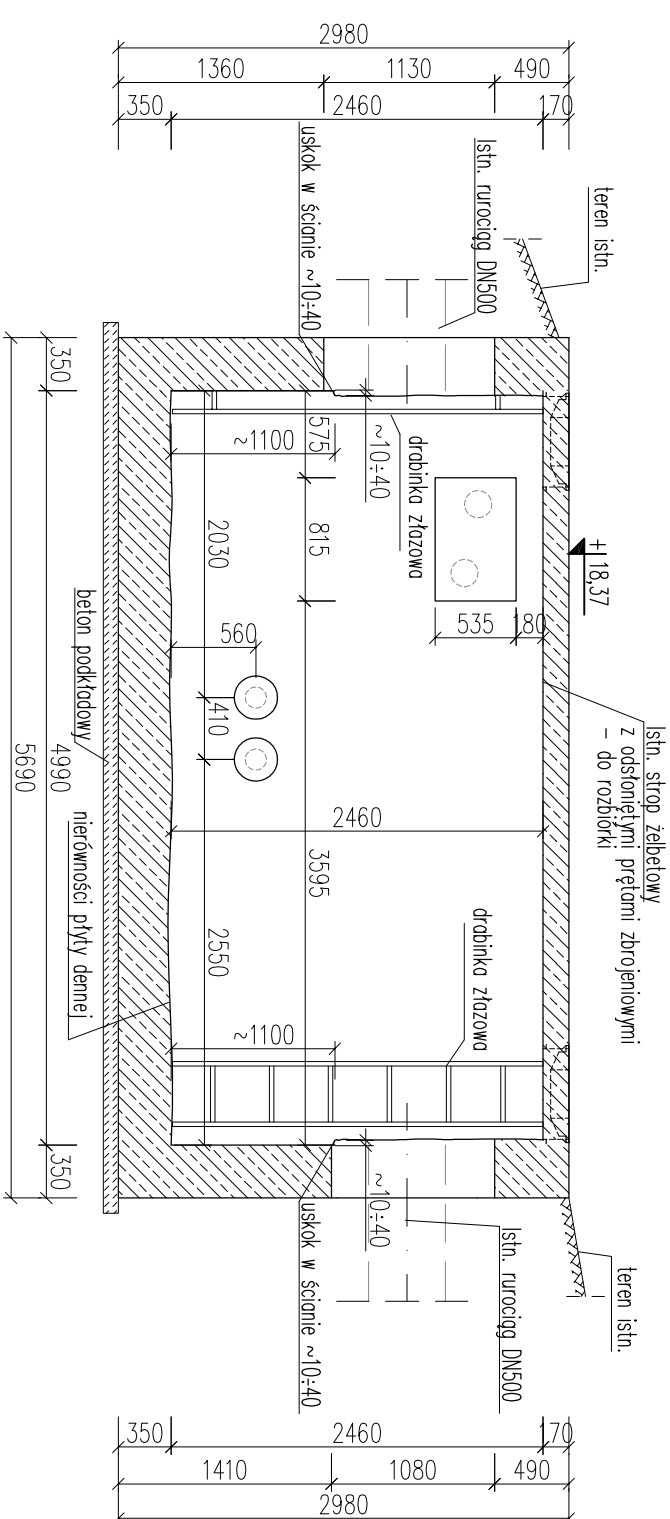 2980
1360
1130
490
350
2460
170
uskok w ścianie ~10÷40
Istn. rurociąg DN500
teren istn.
350
575
~1100
~10÷40
drabinka złazowa
815
2030
535
180
+ 18,37
560
410
beton podkładowy
4990
5690
2460
3595
Istn. strop żelbetowy
z odsłoniętymi prętami zbrojeniowymi
- do rozbiórki
nierówności płyty dennej
2550
drabinka złazowa
~1100
350
~10÷40
uskok w ścianie ~10÷40
Istn. rurociąg DN500
teren istn.
350
2460
170
1410
1080
490
2980